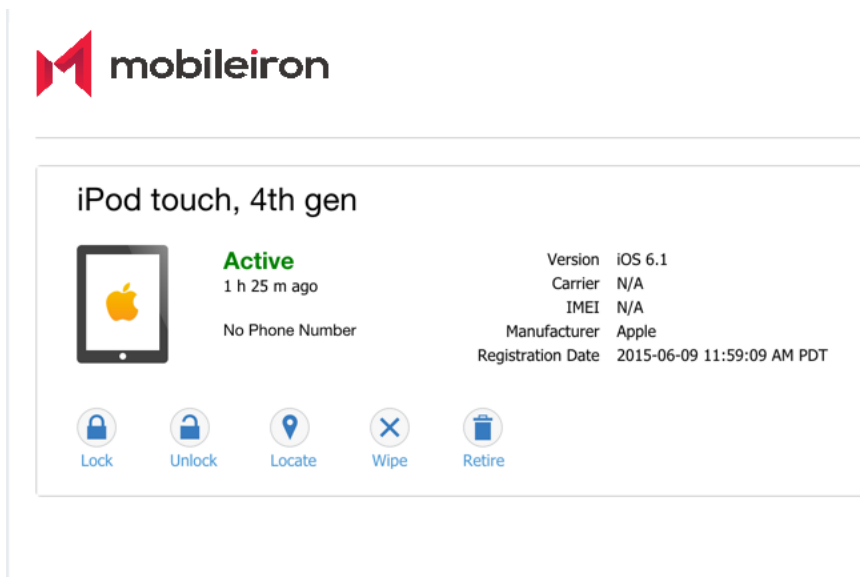 mobileiron
iPod touch, 4th gen
Active
1 h 25 m ago
No Phone Number
Version iOS 6.1
Carrier N/A
IMEI N/A
Manufacturer Apple
Registration Date 2015-06-09 11:59:09 AM PDT
Lock Unlock Locate Wipe Retire